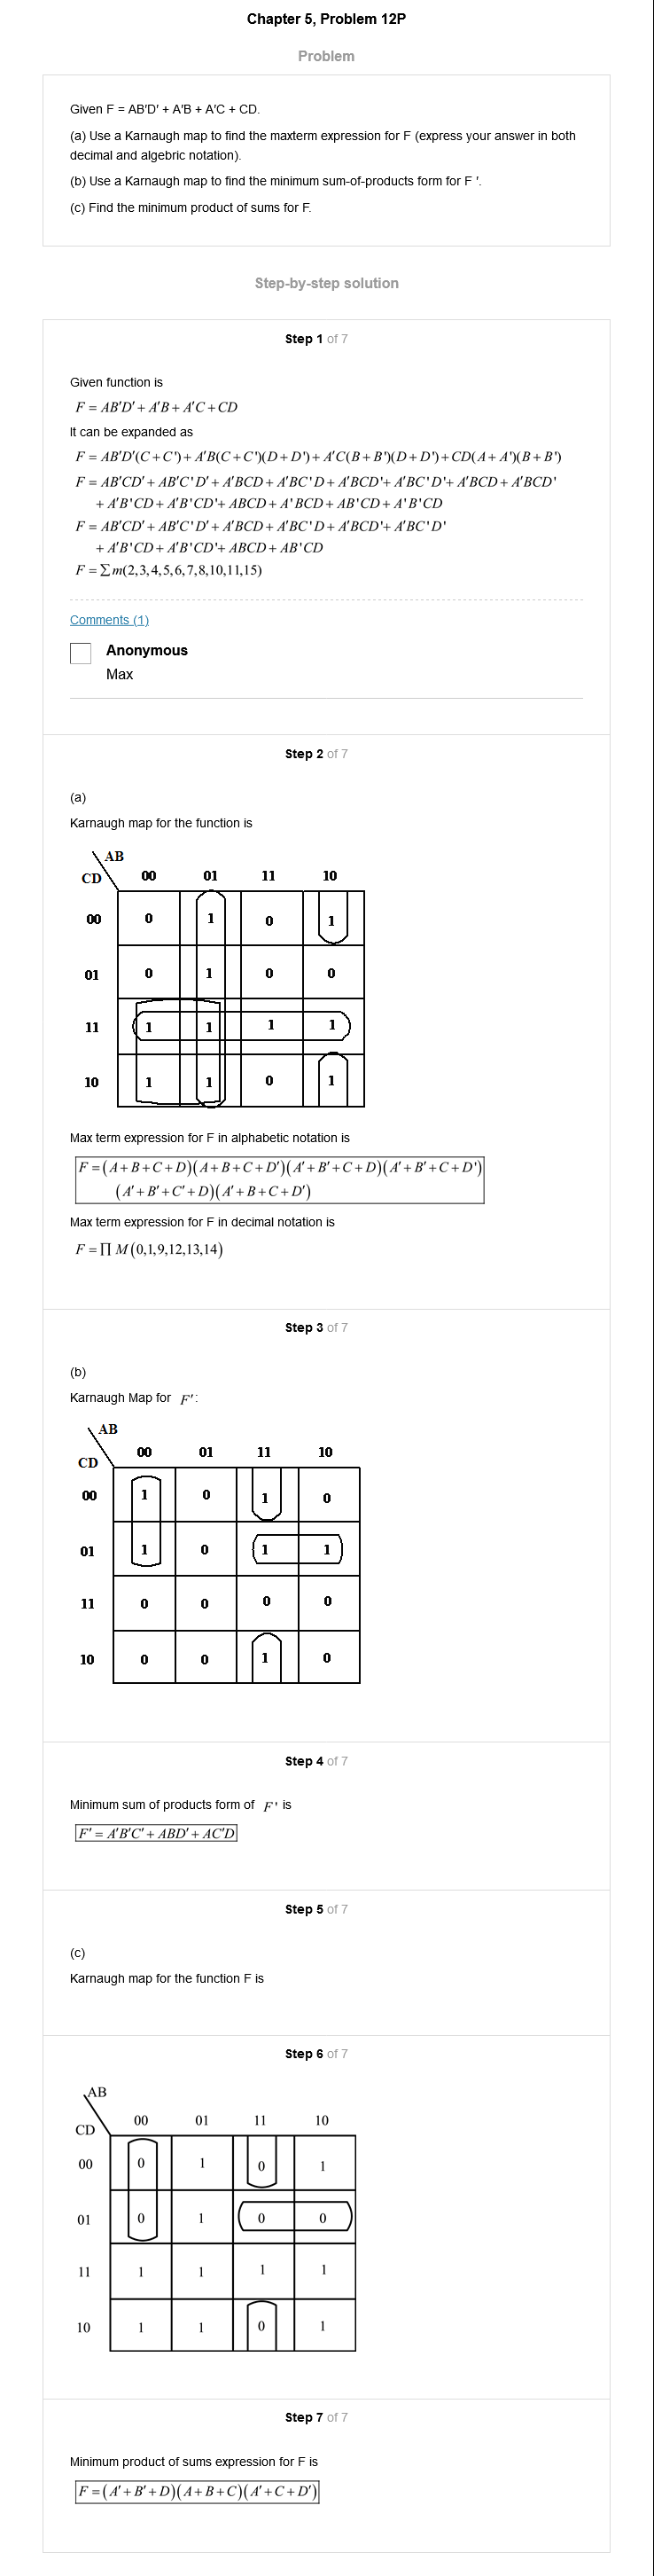 Chapter 5, Problem 12P
Problem
Given F = AB'D' + A'B + A'C + CD.
(a) Use a Karnaugh map to find the maxterm expression for F (express your answer in both
decimal and algebric notation).
(b) Use a Karnaugh map to find the minimum sum-of-products form for F '.
(c) Find the minimum product of sums for F.
Step-by-step solution
Step 1 of 7
Given function is
F = AB'D' + A'B + A'C + CD
It can be expanded as
F = AB'D'(C+C') + A'B(C+C')(D+D') + A'C(B+B')(D+D') + CD(A+A')(B+B')
F = AB'CD' + AB'C'D' + A'BCD + A'BC'D + A'BCD' + A'BC'D' + A'BCD + A'BCD'
+ A'B'CD + A'B'CD' + ABCD + A'BCD + AB'CD + A'B'CD
F = AB'CD' + AB'C'D' + A'BCD + A'BC'D + A'BCD' + A'BC'D'
+ A'B'CD + A'B'CD' + ABCD + AB'CD
F = ∑m(2,3,4,5,6,7,8,10,11,15)
Comments (1)
Anonymous
Max
Step 2 of 7
(a)
Karnaugh map for the function is
AB
CD 00 01 11 10
00 0 1 0 1
01 0 1 0 0
11 1 1 1 1
10 1 1 0 1
Max term expression for F in alphabetic notation is
F = (A+B+C+D)(A+B+C+D')(A'+B'+C+D)(A'+B'+C+D')
(A'+B'+C'+D)(A'+B+C+D')
Max term expression for F in decimal notation is
F = ∏ M(0,1,9,12,13,14)
Step 3 of 7
(b)
Karnaugh Map for F':
AB
00 01 11 10
CD
00 1 0 1 0
01 1 0 1 1
11 0 0 0 0
10 0 0 1 0
Step 4 of 7
Minimum sum of products form of F' is
F' = A'B'C' + ABD' + AC'D
Step 5 of 7
(c)
Karnaugh map for the function F is
Step 6 of 7
AB
00 01 11 10
CD
00 0 1 0 1
01 0 1 0 0
11 1 1 1 1
10 1 1 0 1
Step 7 of 7
Minimum product of sums expression for F is
F = (A'+B'+D)(A+B+C)(A'+C+D')